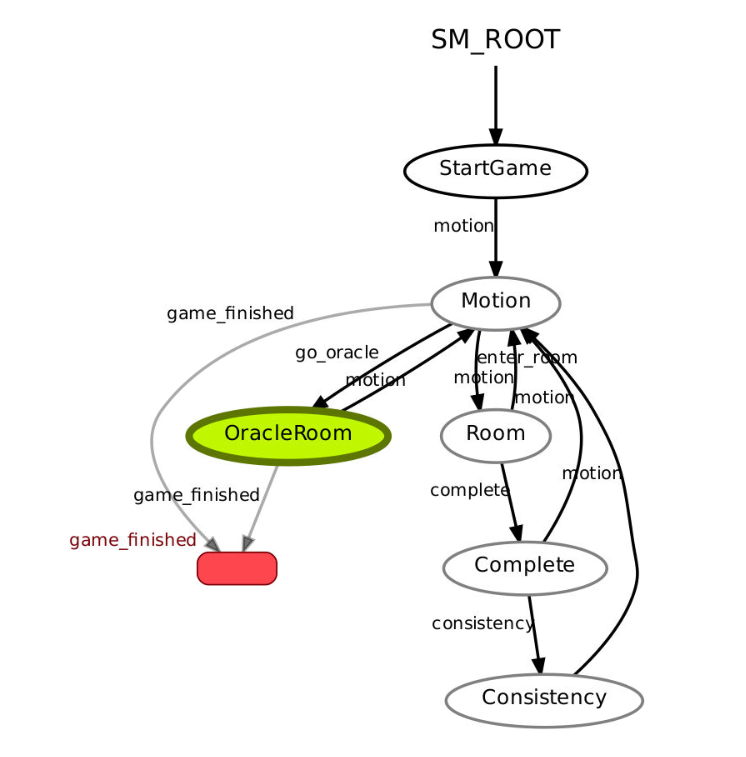 SM_ROOT
StartGame
motion
Motion
game_finished
go_oracle
enter_room
motion
motion
motion
OracleRoom
Room
motion
complete
game_finished
game_finished
Complete
consistency
Consistency